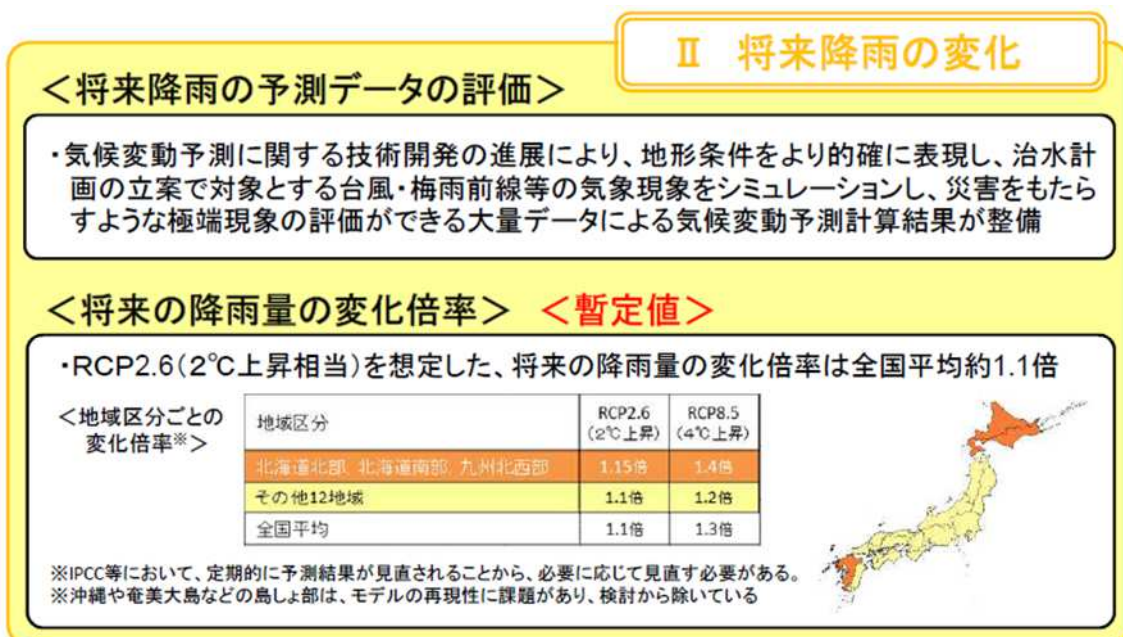 Ⅱ 将来降雨の変化
＜将来降雨の予測データの評価＞
・気候変動予測に関する技術開発の進展により、地形条件をより的確に表現し、治水計
画の立案で対象とする台風・梅雨前線等の気象現象をシミュレーションし、災害をもたら
すような極端現象の評価ができる大量データによる気候変動予測計算結果が整備
＜将来の降雨量の変化倍率＞ ＜暫定値＞
・RCP2.6(2℃上昇相当)を想定した、将来の降雨量の変化倍率は全国平均約1.1倍
＜地域区分ごとの
変化倍率※＞
地域区分 RCP2.6 RCP8.5
(2℃上昇) (4℃上昇)
北海道北部、北海道南部、九州北西部 1.15倍 1.4倍
その他12地域 1.1倍 1.2倍
全国平均 1.1倍 1.3倍
※IPCC等において、定期的に予測結果が見直されることから、必要に応じて見直す必要がある。
※沖縄や奄美大島などの島しょ部は、モデルの再現性に課題があり、検討から除いている